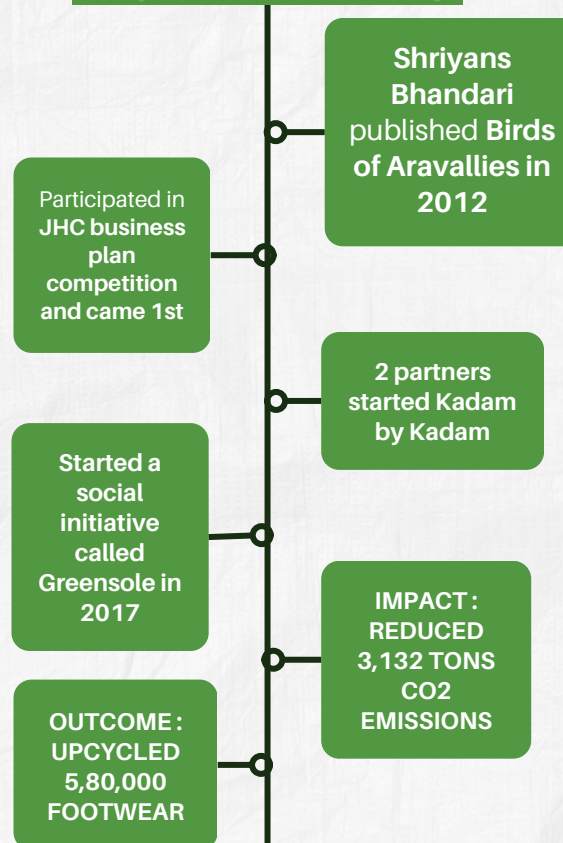 Shriyans
Bhandari
published Birds
of Aravallies in
2012
Participated in
JHC business
plan
competition
and came 1st
2 partners
started Kadam
by Kadam
Started a
social
initiative
called
Greensole in
2017
IMPACT :
REDUCED
3,132 TONS
CO2
EMISSIONS
OUTCOME :
UPCYCLED
5,80,000
FOOTWEAR